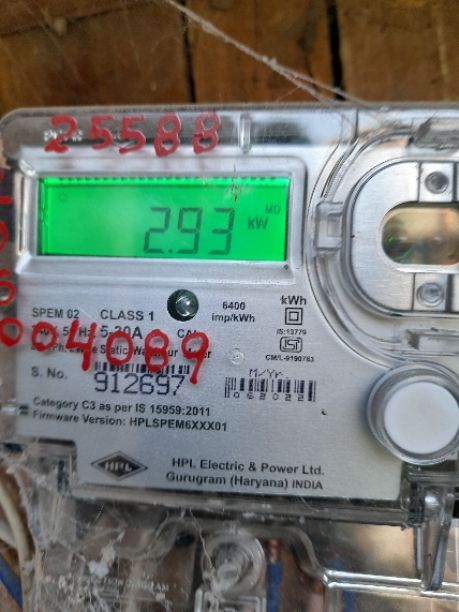 25588
MD
2.93 kW
SPEM 02 CLASS 1
6400
imp/kWh
kWh
5-30A
IS:13779
004089
CM/L-9190763
S. No. 912697
M/Yr
062022
Category C3 as per IS 15959:2011
Firmware Version: HPLSPEM6XXX01
HPL
HPL Electric & Power Ltd.
Gurugram (Haryana) INDIA